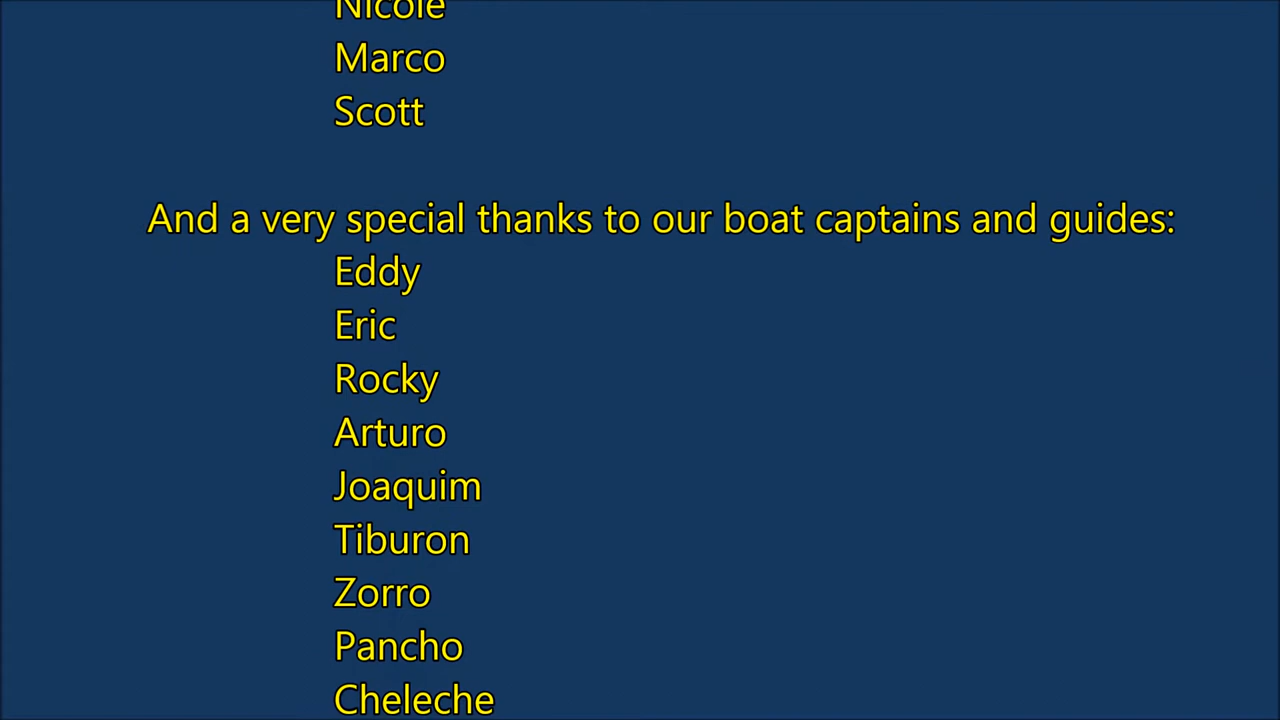 Nicole
Marco
Scott
And a very special thanks to our boat captains and guides:
Eddy
Eric
Rocky
Arturo
Joaquim
Tiburon
Zorro
Pancho
Cheleche